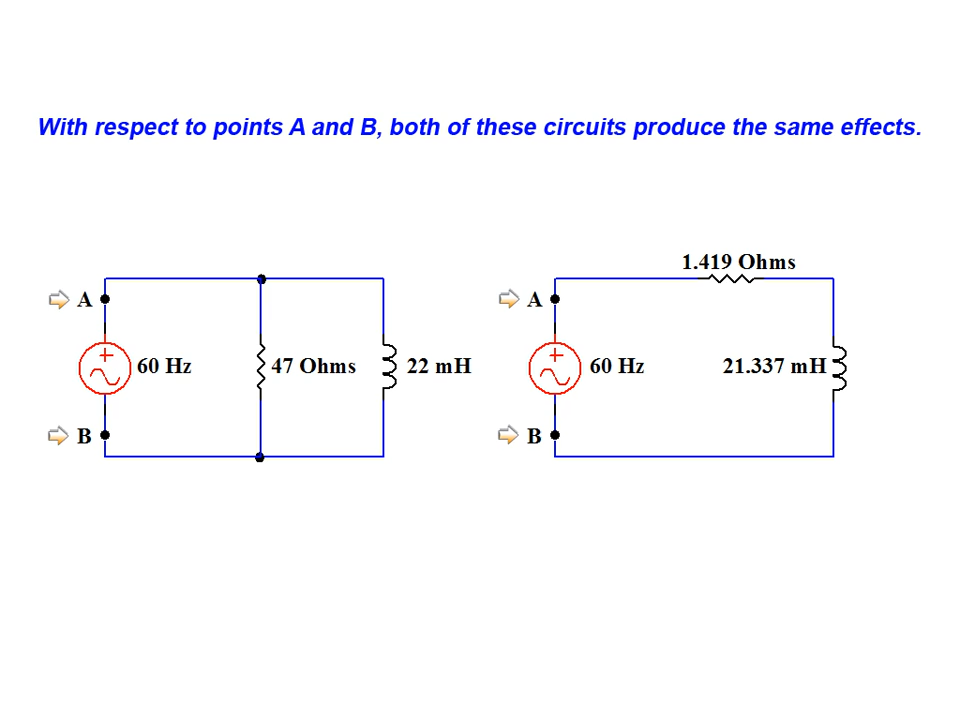 With respect to points A and B, both of these circuits produce the same effects.
1.419 Ohms
A
A
60 Hz
47 Ohms
22 mH
60 Hz
21.337 mH
B
B